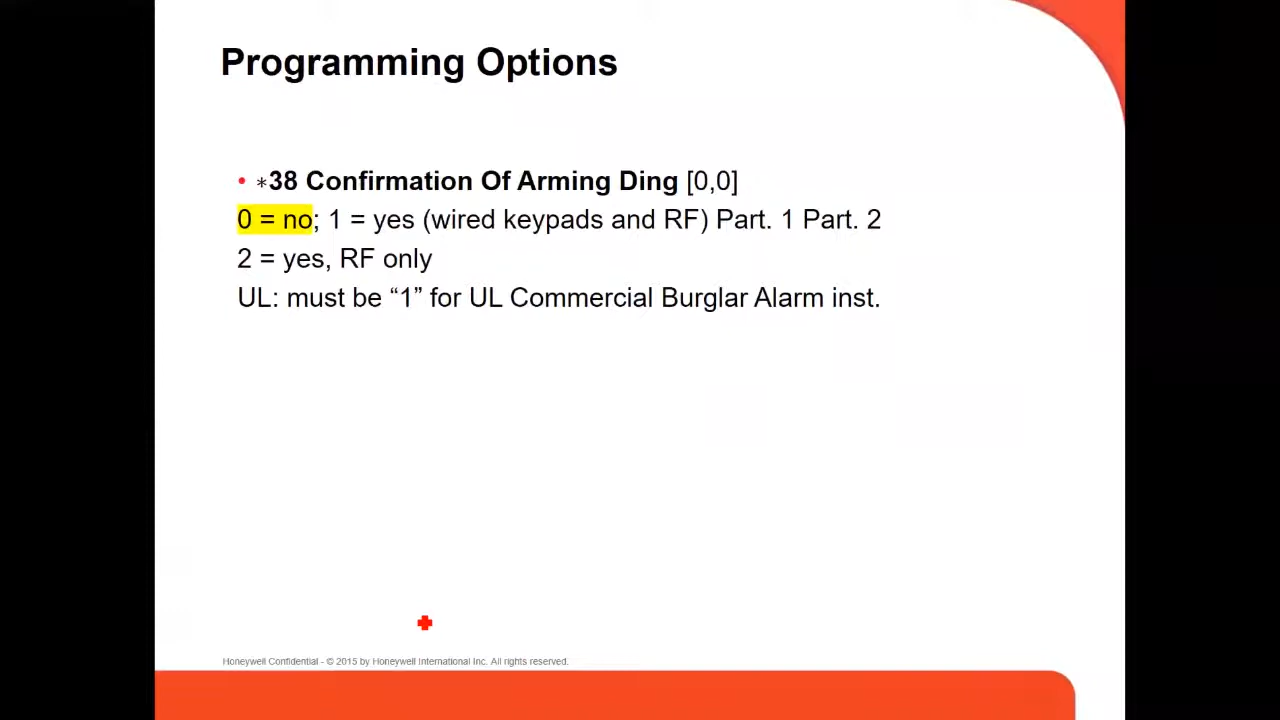 Programming Options
• *38 Confirmation Of Arming Ding [0,0]
0 = no; 1 = yes (wired keypads and RF) Part. 1 Part. 2
2 = yes, RF only
UL: must be “1” for UL Commercial Burglar Alarm inst.
Honeywell Confidential - © 2015 by Honeywell International Inc. All rights reserved.